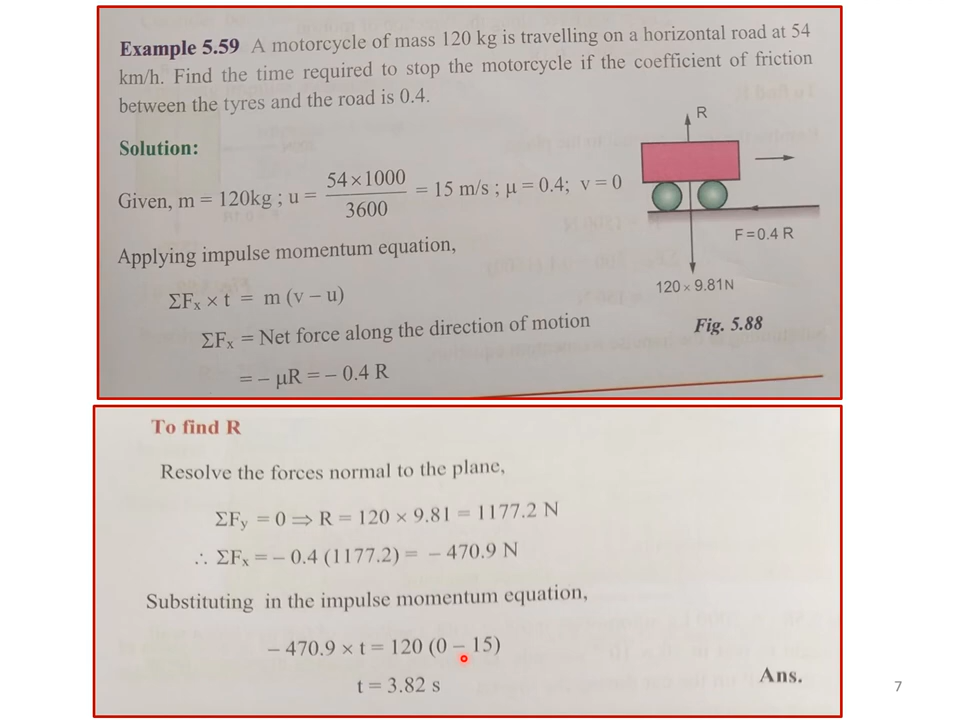 Example 5.59 A motorcycle of mass 120 kg is travelling on a horizontal road at 54
km/h. Find the time required to stop the motorcycle if the coefficient of friction
between the tyres and the road is 0.4.
Solution:
Given, m = 120kg ; u = 54×1000 / 3600 = 15 m/s ; μ = 0.4; v = 0
R
F = 0.4 R
120 × 9.81N
Fig. 5.88
Applying impulse momentum equation,
ΣFx × t = m (v – u)
ΣFx = Net force along the direction of motion
= – μR = – 0.4 R
To find R
Resolve the forces normal to the plane,
ΣFy = 0 ⟹ R = 120 × 9.81 = 1177.2 N
∴ ΣFx = – 0.4 (1177.2) = – 470.9 N
Substituting in the impulse momentum equation,
– 470.9 × t = 120 (0 – 15)
t = 3.82 s
Ans.
7